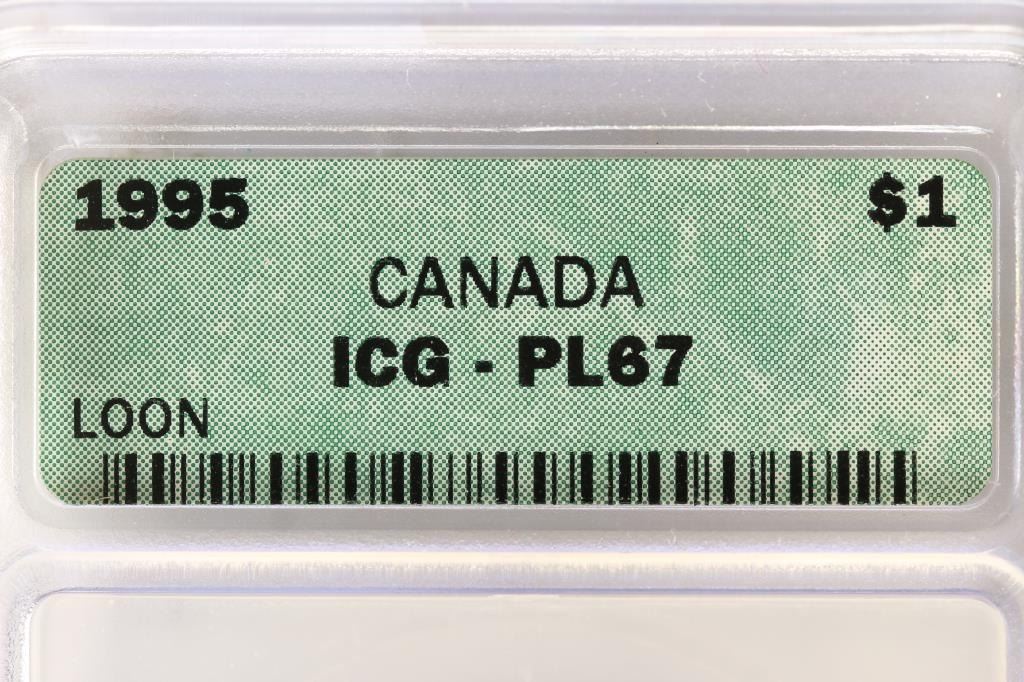 1995 $1
CANADA
ICG - PL67
LOON